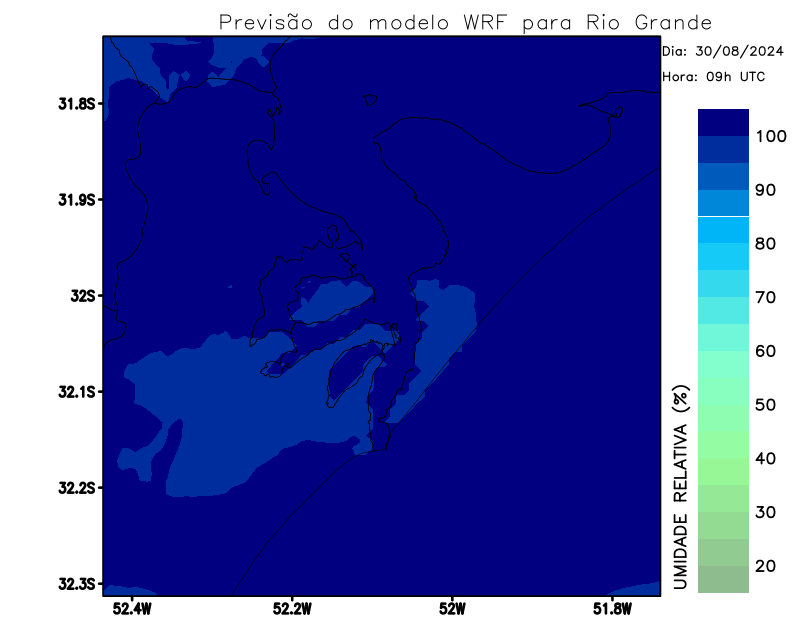 Previsão do modelo WRF para Rio Grande
Dia: 30/08/2024
Hora: 09h UTC
31.8S
31.9S
32S
32.1S
32.2S
32.3S
52.4W
52.2W
52W
51.8W
100
90
80
70
60
50
40
30
20
UMIDADE RELATIVA (%)